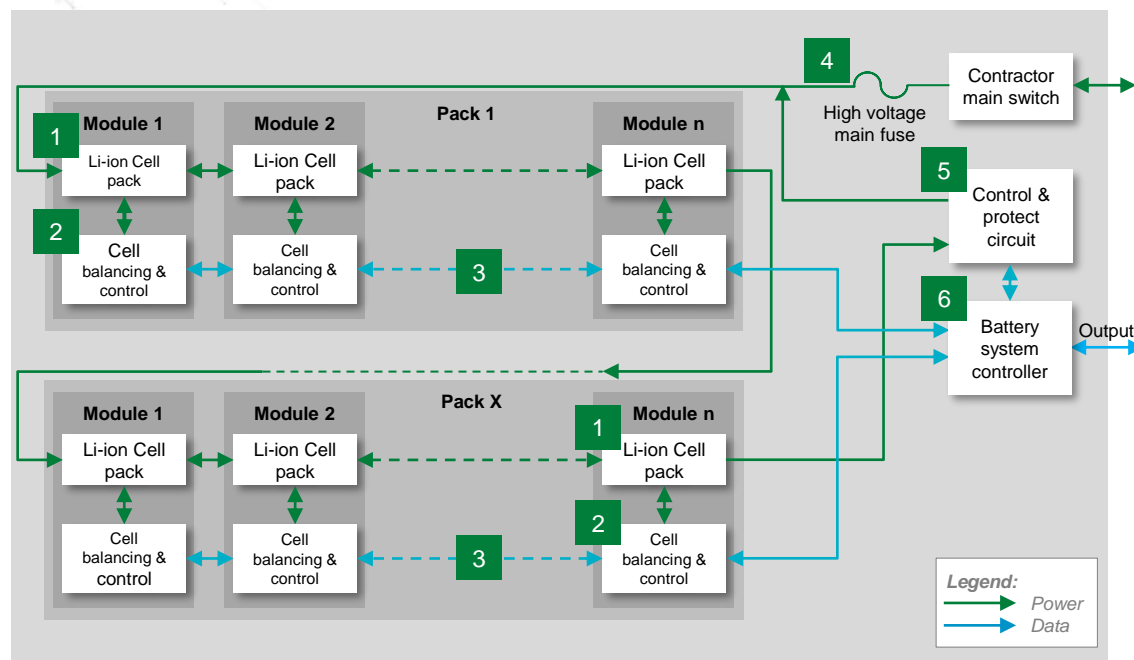 4
Contractor
main switch
High voltage
main fuse
Pack 1
Module 1
Module 2
Module n
1
Li-ion Cell
pack
Li-ion Cell
pack
Li-ion Cell
pack
2
Cell
balancing &
control
Cell
balancing &
control
3
Cell
balancing &
control
5
Control &
protect
circuit
6
Battery
system
controller
Output
Pack X
Module 1
Module 2
Module n
Li-ion Cell
pack
Li-ion Cell
pack
1
Li-ion Cell
pack
Cell
balancing &
control
Cell
balancing &
control
3
2
Cell
balancing &
control
Legend:
Power
Data